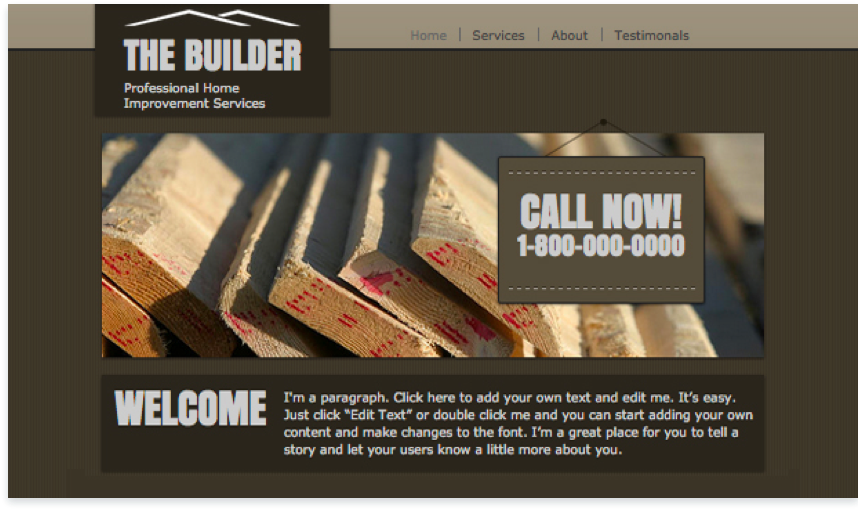 THE BUILDER
Professional Home
Improvement Services
Home | Services | About | Testimonals
CALL NOW!
1-800-000-0000
WELCOME
I'm a paragraph. Click here to add your own text and edit me. It's easy.
Just click “Edit Text” or double click me and you can start adding your own
content and make changes to the font. I'm a great place for you to tell a
story and let your users know a little more about you.